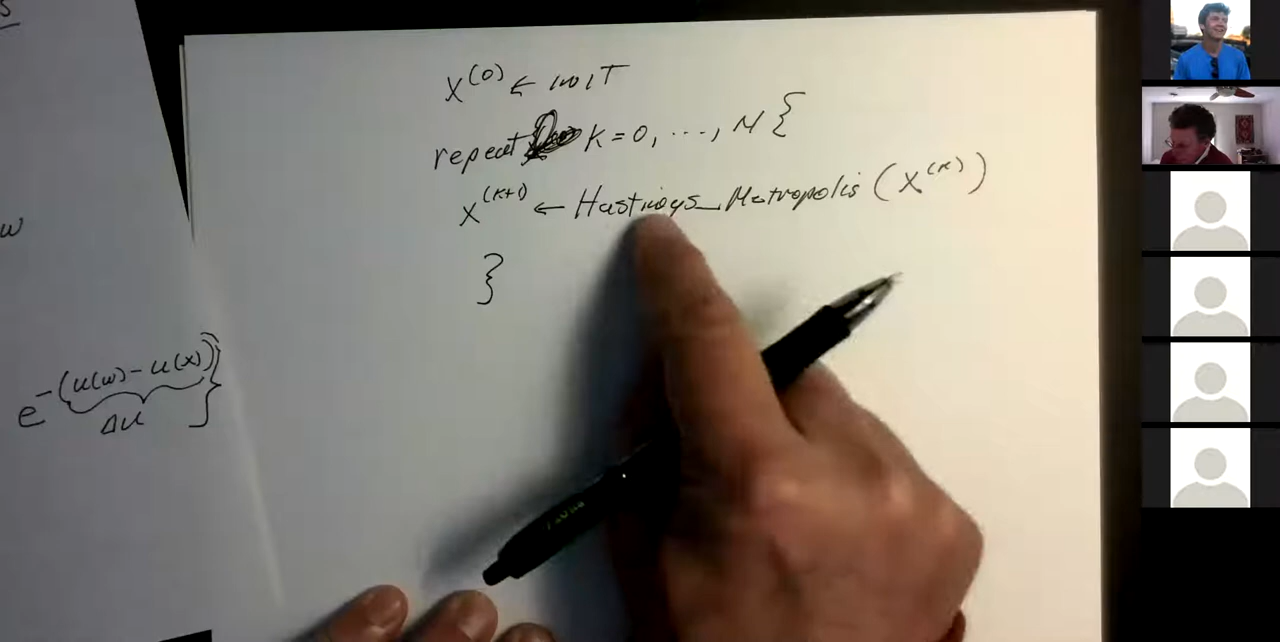 X^(0) ← INIT
repeat k = 0, ..., N {
X^(k+1) ← Hastings_Metropolis (X^(k))
}
w
e^-(u(w) - u(x)) }
Δu